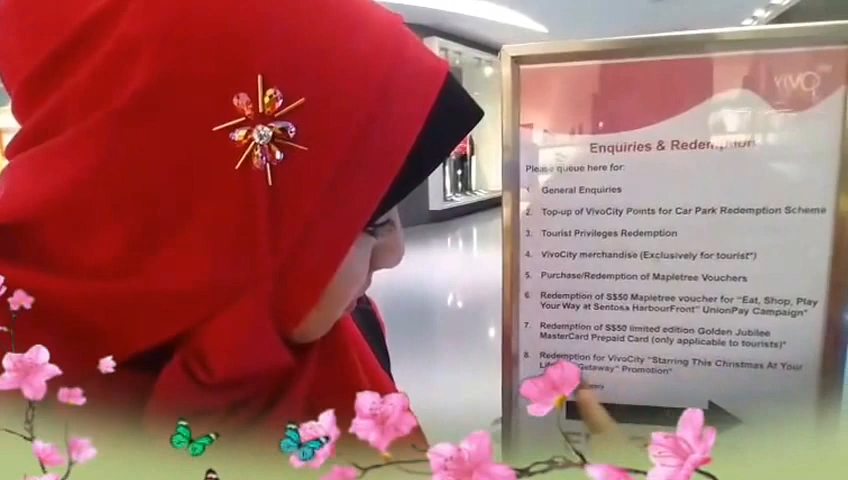 VIVO
Enquiries & Redemption
Please queue here for:
1. General Enquiries
2. Top-up of VivoCity Points for Car Park Redemption Scheme
3. Tourist Privileges Redemption
4. VivoCity merchandise (Exclusively for tourist*)
5. Purchase/Redemption of Mapletree Vouchers
6. Redemption of S$50 Mapletree voucher for "Eat, Shop, Play
Your Way at Sentosa HarbourFront" UnionPay Campaign*
7. Redemption of S$50 limited edition Golden Jubilee
MasterCard Prepaid Card (only applicable to tourists)*
8. Redemption for VivoCity "Starring This Christmas At Your
Getaway" Promotion*